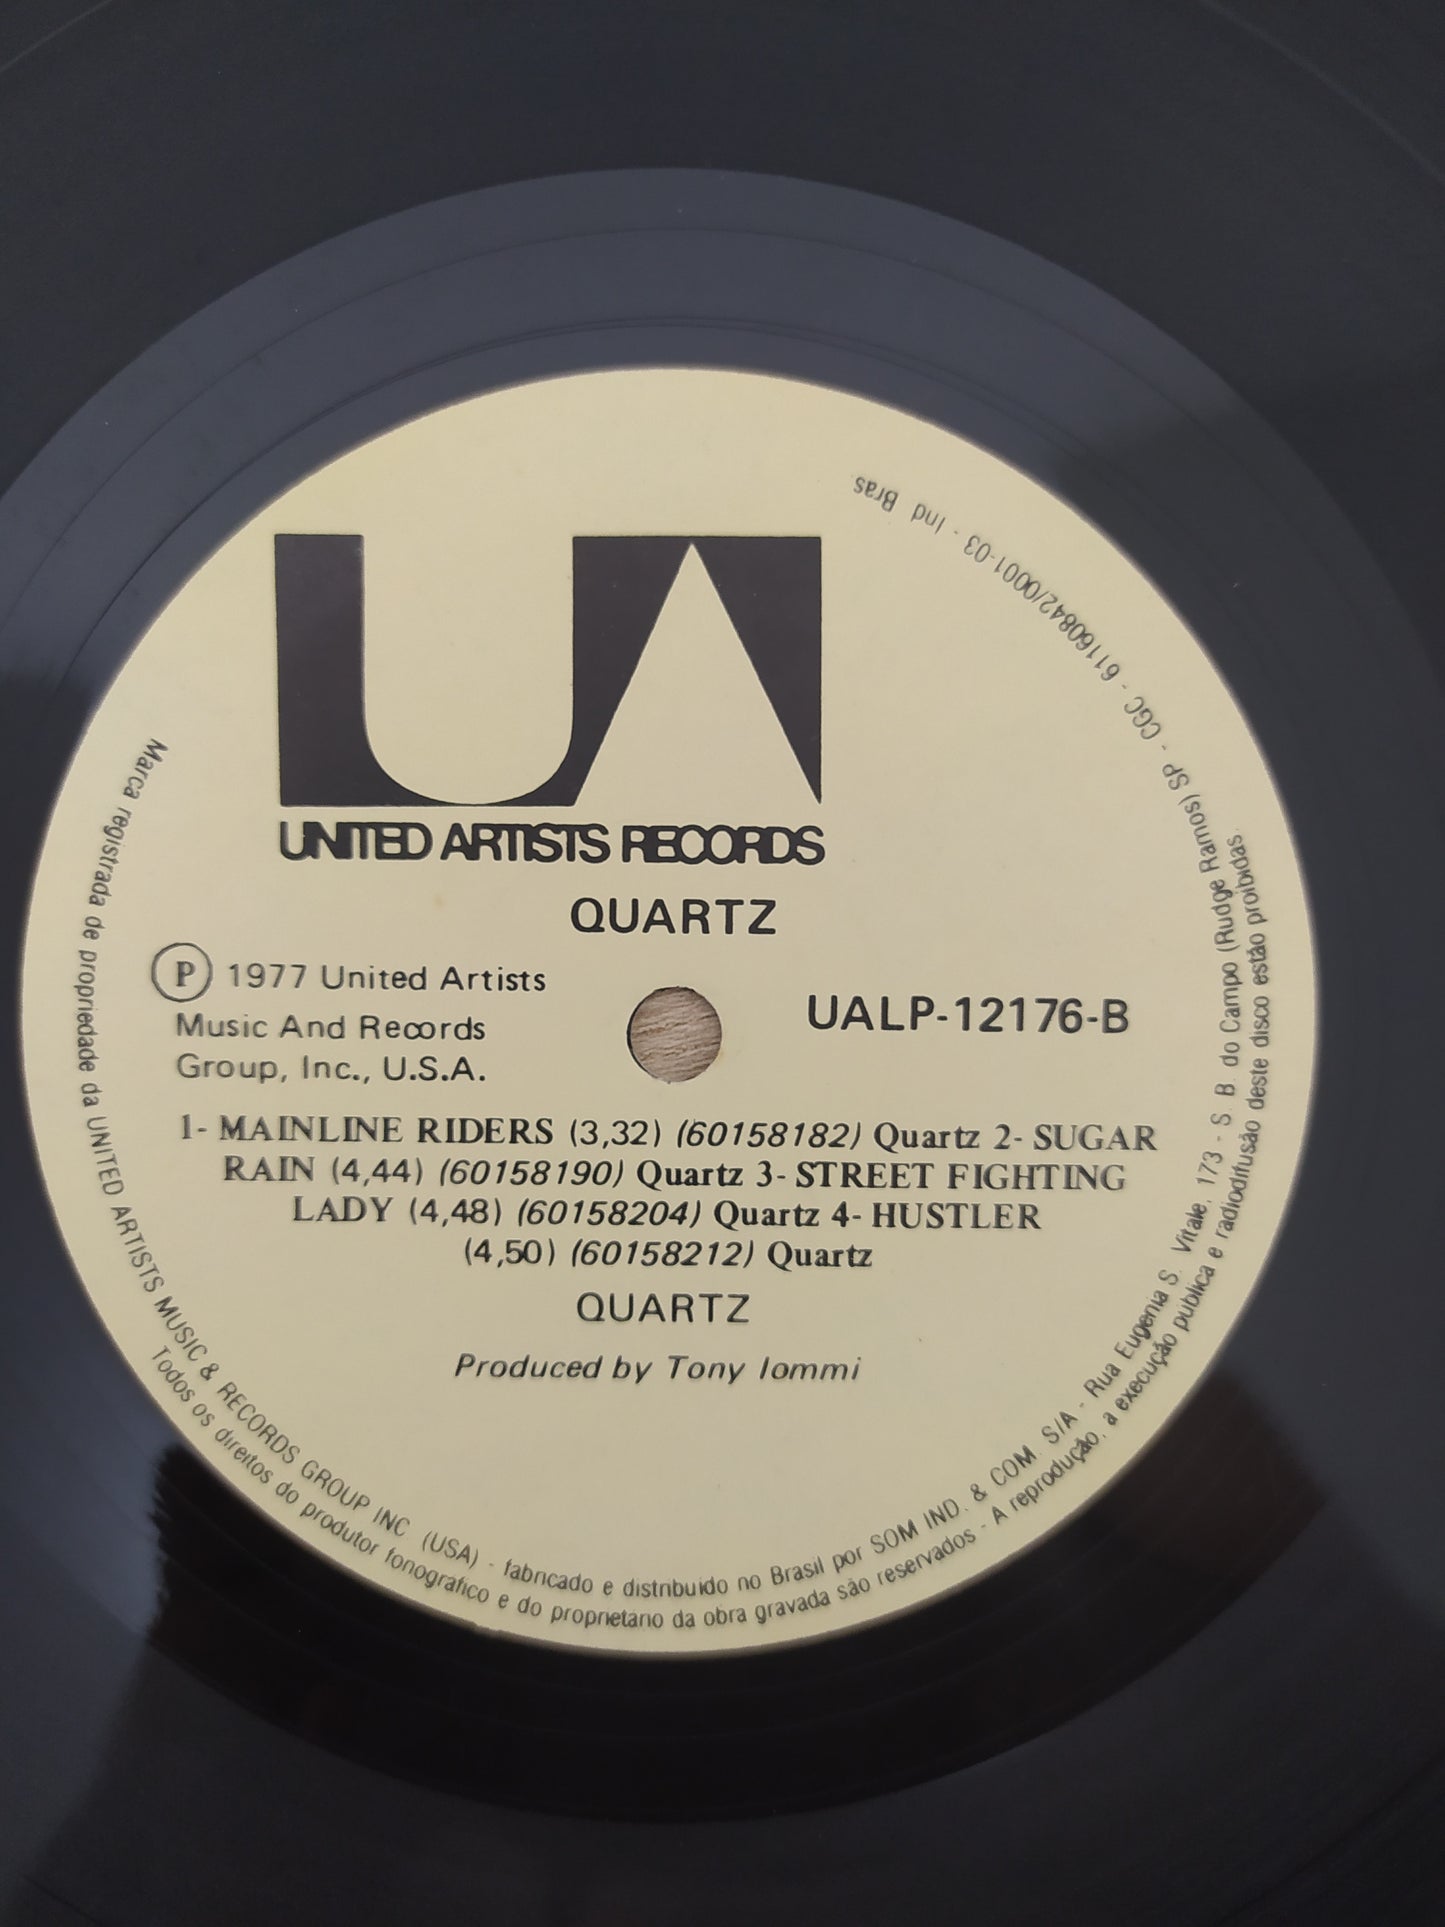 UA
UNITED ARTISTS RECORDS
QUARTZ
Ⓟ 1977 United Artists
Music And Records
Group, Inc., U.S.A.
UALP-12176-B
1- MAINLINE RIDERS (3,32) (60158182) Quartz 2- SUGAR
RAIN (4,44) (60158190) Quartz 3- STREET FIGHTING
LADY (4,48) (60158204) Quartz 4- HUSTLER
(4,50) (60158212) Quartz
QUARTZ
Produced by Tony Iommi
Marca registrada de propriedade da UNITED ARTISTS MUSIC & RECORDS GROUP INC (USA) - fabricado e distribuido no Brasil por SOM IND. & COM. S/A - Rua Eugenia S. Vitale, 173 - S. B. do Campo (Rudge Ramos) SP - CGC - 61160842/0001-03 - Ind Bras.
Todos os direitos do produtor fonográfico e do proprietário da obra gravada são reservados - A reprodução, a execução pública e radiodifusão deste disco estão proibidas.